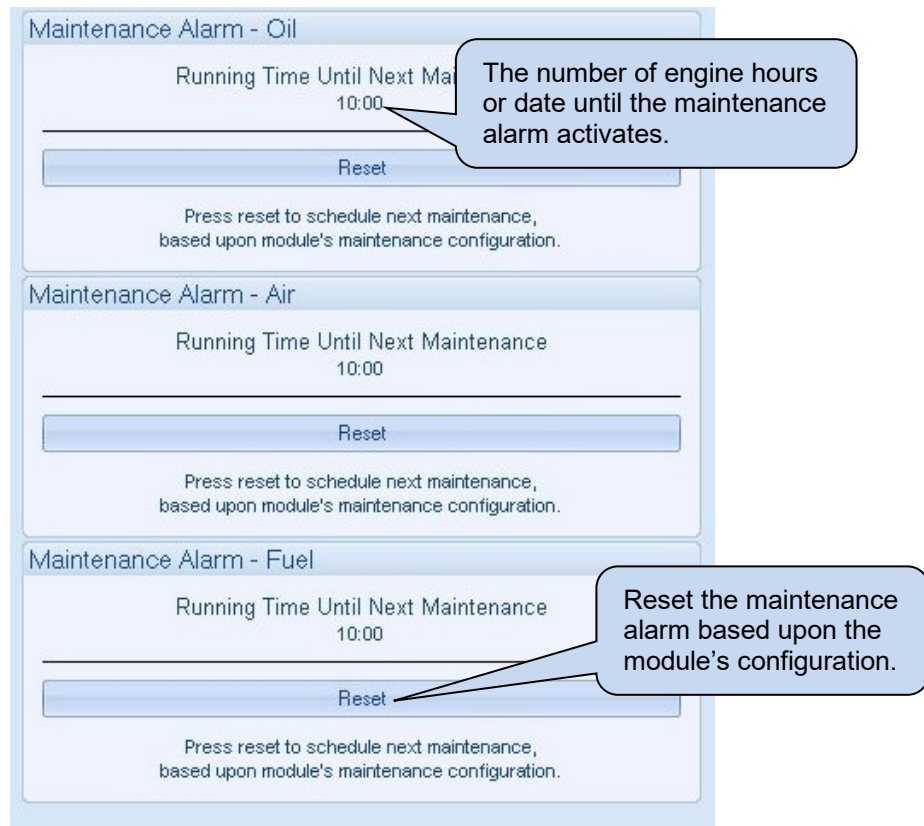 Maintenance Alarm - Oil
Running Time Until Next
10:00
The number of engine hours
or date until the maintenance
alarm activates.
Reset
Press reset to schedule next maintenance,
based upon module's maintenance configuration.
Maintenance Alarm - Air
Running Time Until Next Maintenance
10:00
Reset
Press reset to schedule next maintenance,
based upon module's maintenance configuration.
Maintenance Alarm - Fuel
Running Time Until Next Maintenance
10:00
Reset the maintenance
alarm based upon the
module’s configuration.
Reset
Press reset to schedule next maintenance,
based upon module's maintenance configuration.